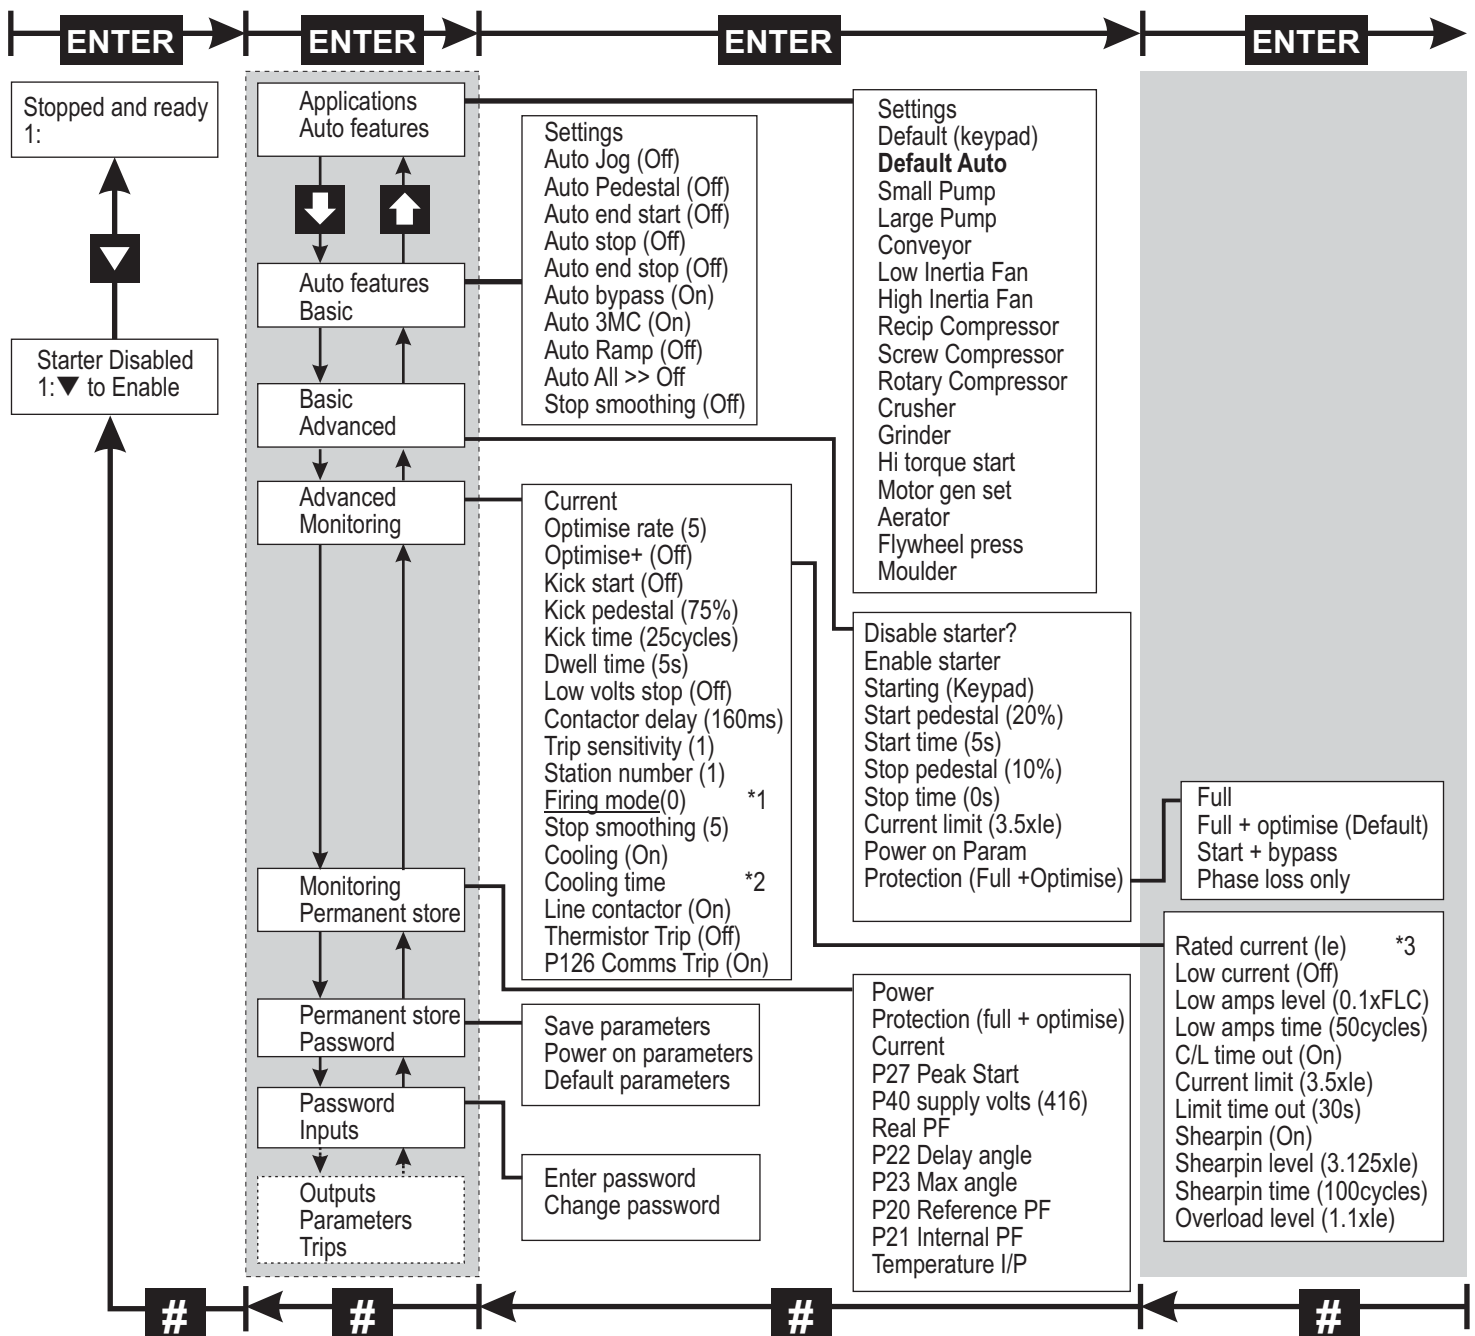 ENTER
ENTER
ENTER
ENTER
Stopped and ready
1:
Starter Disabled
1:▼ to Enable
Applications
Auto features
Auto features
Basic
Basic
Advanced
Advanced
Monitoring
Monitoring
Permanent store
Permanent store
Password
Password
Inputs
Outputs
Parameters
Trips
Settings
Auto Jog (Off)
Auto Pedestal (Off)
Auto end start (Off)
Auto stop (Off)
Auto end stop (Off)
Auto bypass (On)
Auto 3MC (On)
Auto Ramp (Off)
Auto All >> Off
Stop smoothing (Off)
Current
Optimise rate (5)
Optimise+ (Off)
Kick start (Off)
Kick pedestal (75%)
Kick time (25cycles)
Dwell time (5s)
Low volts stop (Off)
Contactor delay (160ms)
Trip sensitivity (1)
Station number (1)
Firing mode(0) *1
Stop smoothing (5)
Cooling (On)
Cooling time *2
Line contactor (On)
Thermistor Trip (Off)
P126 Comms Trip (On)
Save parameters
Power on parameters
Default parameters
Enter password
Change password
Settings
Default (keypad)
Default Auto
Small Pump
Large Pump
Conveyor
Low Inertia Fan
High Inertia Fan
Recip Compressor
Screw Compressor
Rotary Compressor
Crusher
Grinder
Hi torque start
Motor gen set
Aerator
Flywheel press
Moulder
Disable starter?
Enable starter
Starting (Keypad)
Start pedestal (20%)
Start time (5s)
Stop pedestal (10%)
Stop time (0s)
Current limit (3.5xIe)
Power on Param
Protection (Full +Optimise)
Power
Protection (full + optimise)
Current
P27 Peak Start
P40 supply volts (416)
Real PF
P22 Delay angle
P23 Max angle
P20 Reference PF
P21 Internal PF
Temperature I/P
Full
Full + optimise (Default)
Start + bypass
Phase loss only
Rated current (Ie) *3
Low current (Off)
Low amps level (0.1xFLC)
Low amps time (50cycles)
C/L time out (On)
Current limit (3.5xIe)
Limit time out (30s)
Shearpin (On)
Shearpin level (3.125xIe)
Shearpin time (100cycles)
Overload level (1.1xIe)
#
#
#
#